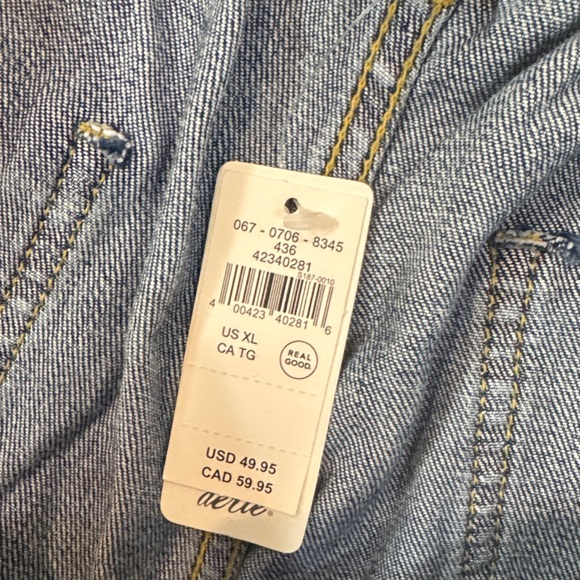 067 - 0706 - 8345
436
42340281
S187-0010
4 00423 40281 6
US XL
CA TG
REAL
GOOD.
USD 49.95
CAD 59.95
aerie®